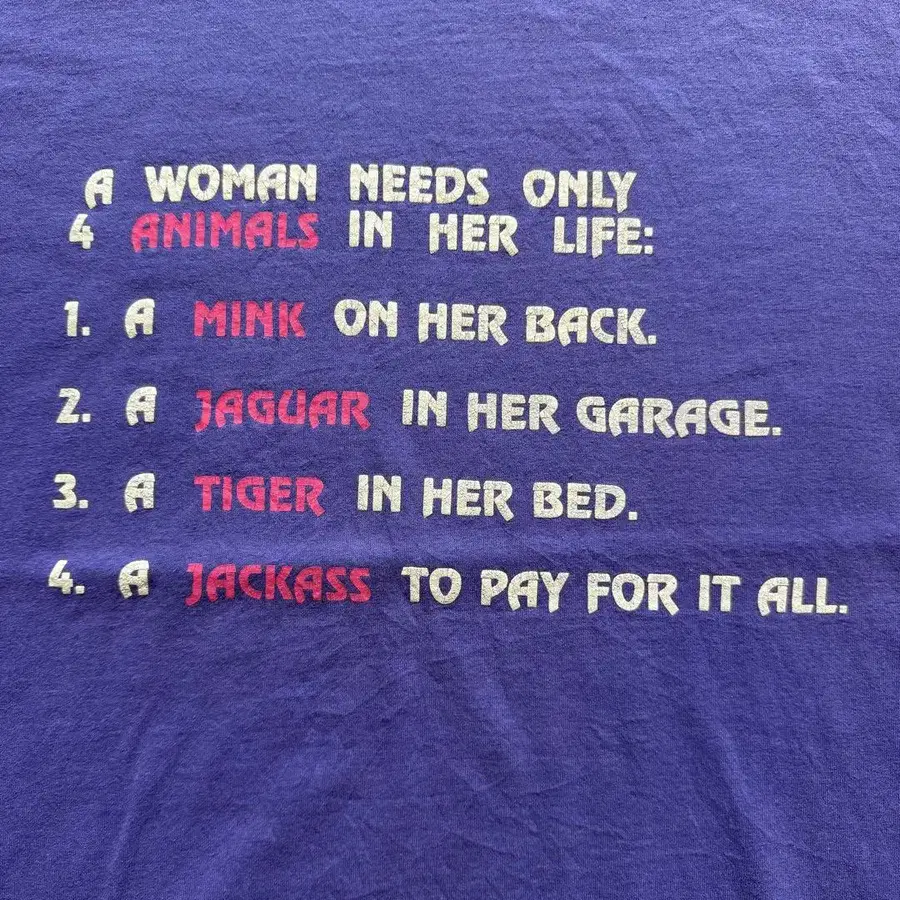 A WOMAN NEEDS ONLY
4 ANIMALS IN HER LIFE:
1. A MINK ON HER BACK.
2. A JAGUAR IN HER GARAGE.
3. A TIGER IN HER BED.
4. A JACKASS TO PAY FOR IT ALL.